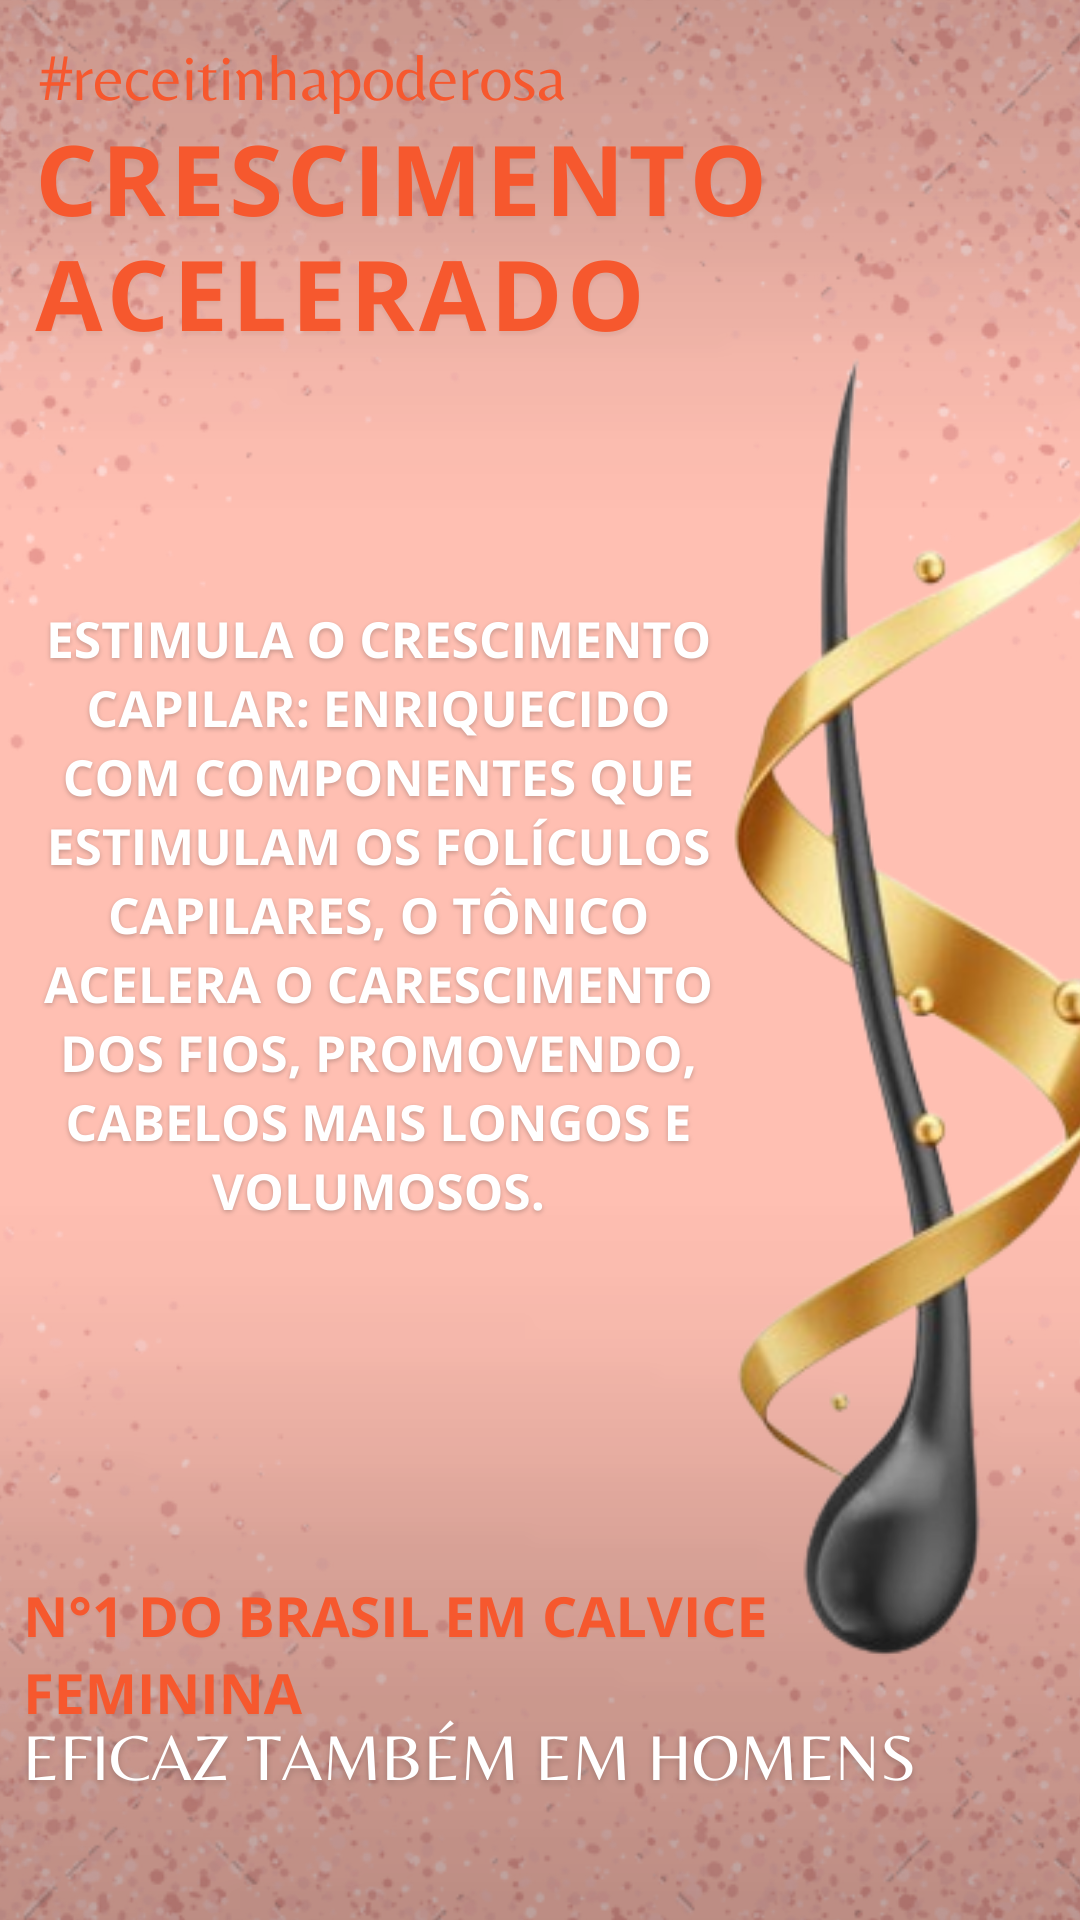 #receitinhapoderosa
CRESCIMENTO
ACELERADO
ESTIMULA O CRESCIMENTO
CAPILAR: ENRIQUECIDO
COM COMPONENTES QUE
ESTIMULAM OS FOLÍCULOS
CAPILARES, O TÔNICO
ACELERA O CARESCIMENTO
DOS FIOS, PROMOVENDO,
CABELOS MAIS LONGOS E
VOLUMOSOS.
N°1 DO BRASIL EM CALVICE
FEMININA
EFICAZ TAMBÉM EM HOMENS